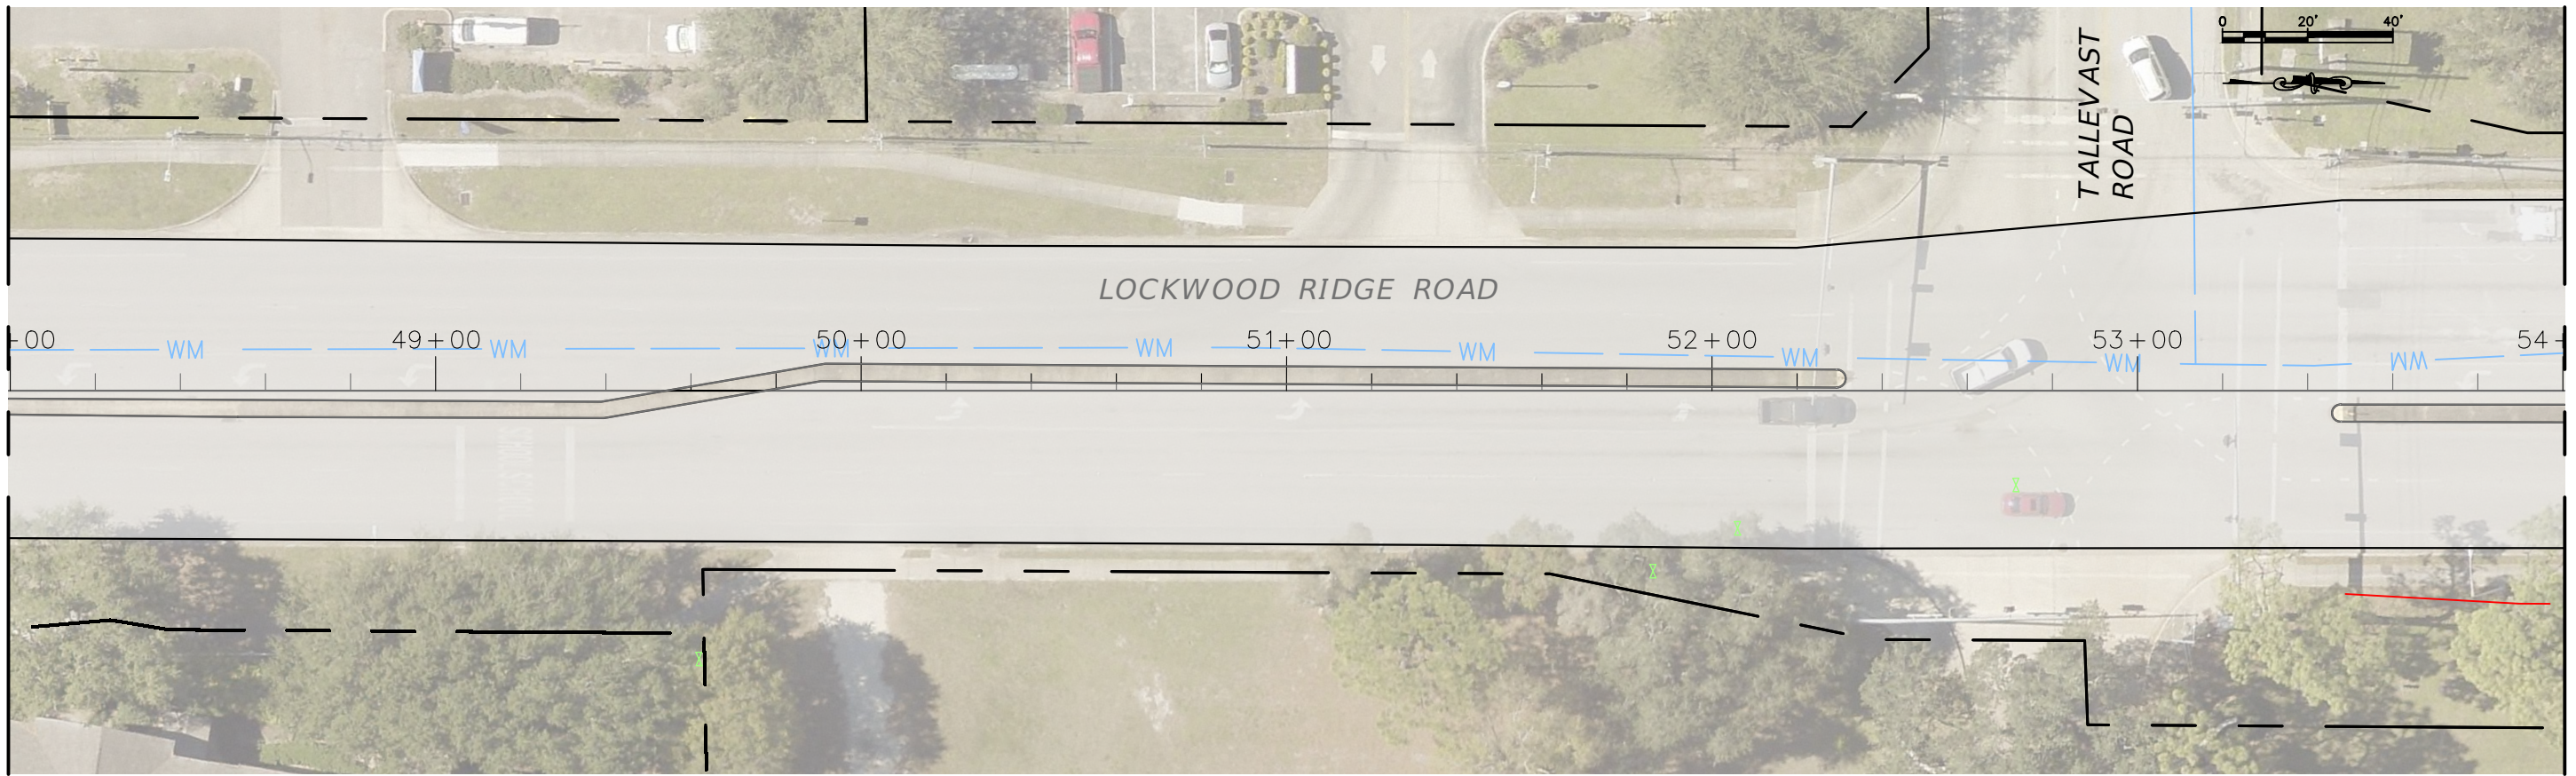 0 20' 40'
TALLEVAST
ROAD
LOCKWOOD RIDGE ROAD
+00 49+00 50+00 51+00 52+00 53+00 54+
WM WM WM WM WM WM WM WM